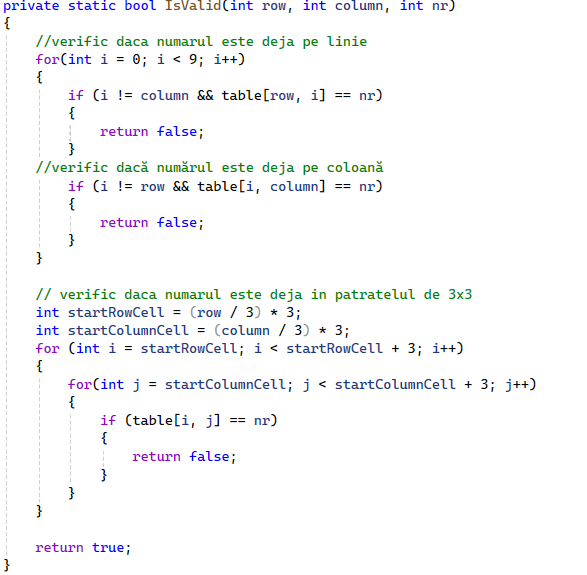 private static bool IsValid(int row, int column, int nr)
{
    //verific daca numarul este deja pe linie
    for(int i = 0; i < 9; i++)
    {
        if (i != column && table[row, i] == nr)
        {
            return false;
        }
    //verific dacă numărul este deja pe coloană
        if (i != row && table[i, column] == nr)
        {
            return false;
        }
    }

    // verific daca numarul este deja in patratelul de 3x3
    int startRowCell = (row / 3) * 3;
    int startColumnCell = (column / 3) * 3;
    for (int i = startRowCell; i < startRowCell + 3; i++)
    {
        for(int j = startColumnCell; j < startColumnCell + 3; j++)
        {
            if (table[i, j] == nr)
            {
                return false;
            }
        }
    }

    return true;
}